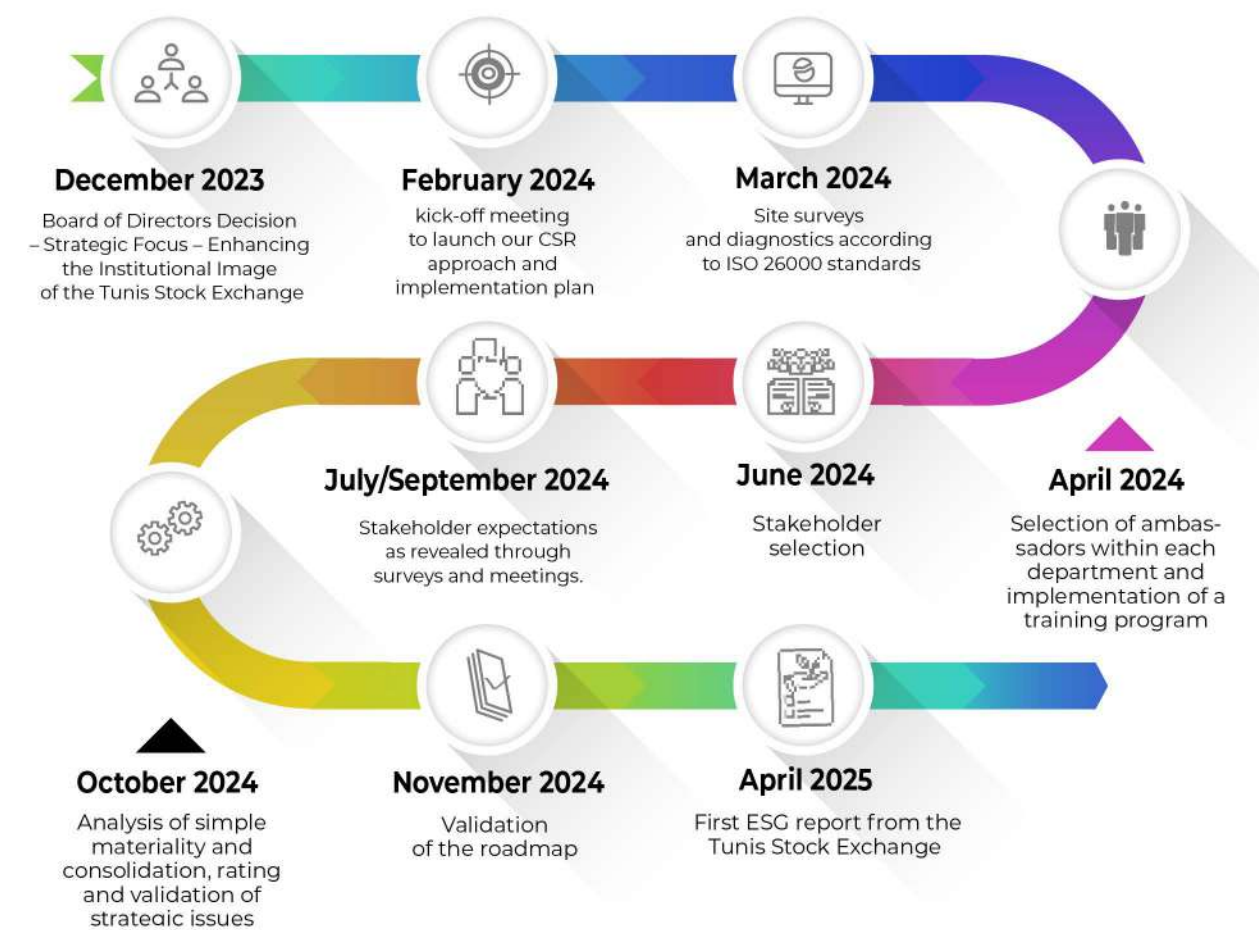 December 2023
Board of Directors Decision
– Strategic Focus – Enhancing
the Institutional Image
of the Tunis Stock Exchange
February 2024
kick-off meeting
to launch our CSR
approach and
implementation plan
March 2024
Site surveys
and diagnostics according
to ISO 26000 standards
April 2024
Selection of ambas-
sadors within each
department and
implementation of a
training program
June 2024
Stakeholder
selection
July/September 2024
Stakeholder expectations
as revealed through
surveys and meetings.
October 2024
Analysis of simple
materiality and
consolidation, rating
and validation of
strategic issues
November 2024
Validation
of the roadmap
April 2025
First ESG report from the
Tunis Stock Exchange